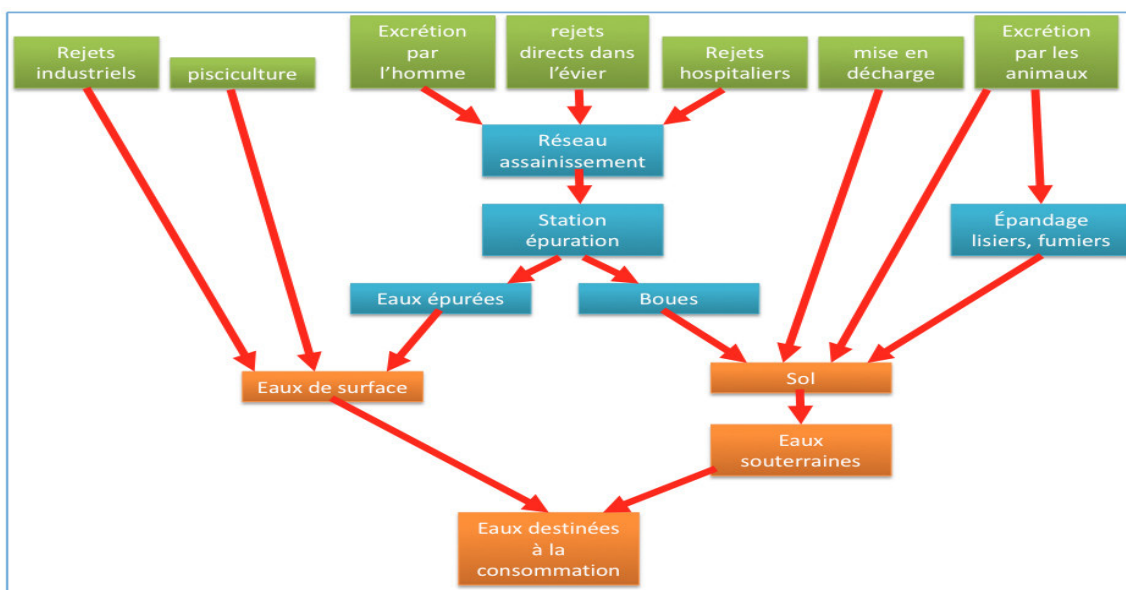 Rejets
industriels
pisciculture
Excrétion
par
l'homme
rejets
directs dans
l'évier
Rejets
hospitaliers
mise en
décharge
Excrétion
par les
animaux
Réseau
assainissement
Station
épuration
Épandage
lisiers, fumiers
Eaux épurées
Boues
Eaux de surface
Sol
Eaux
souterraines
Eaux destinées
à la
consommation